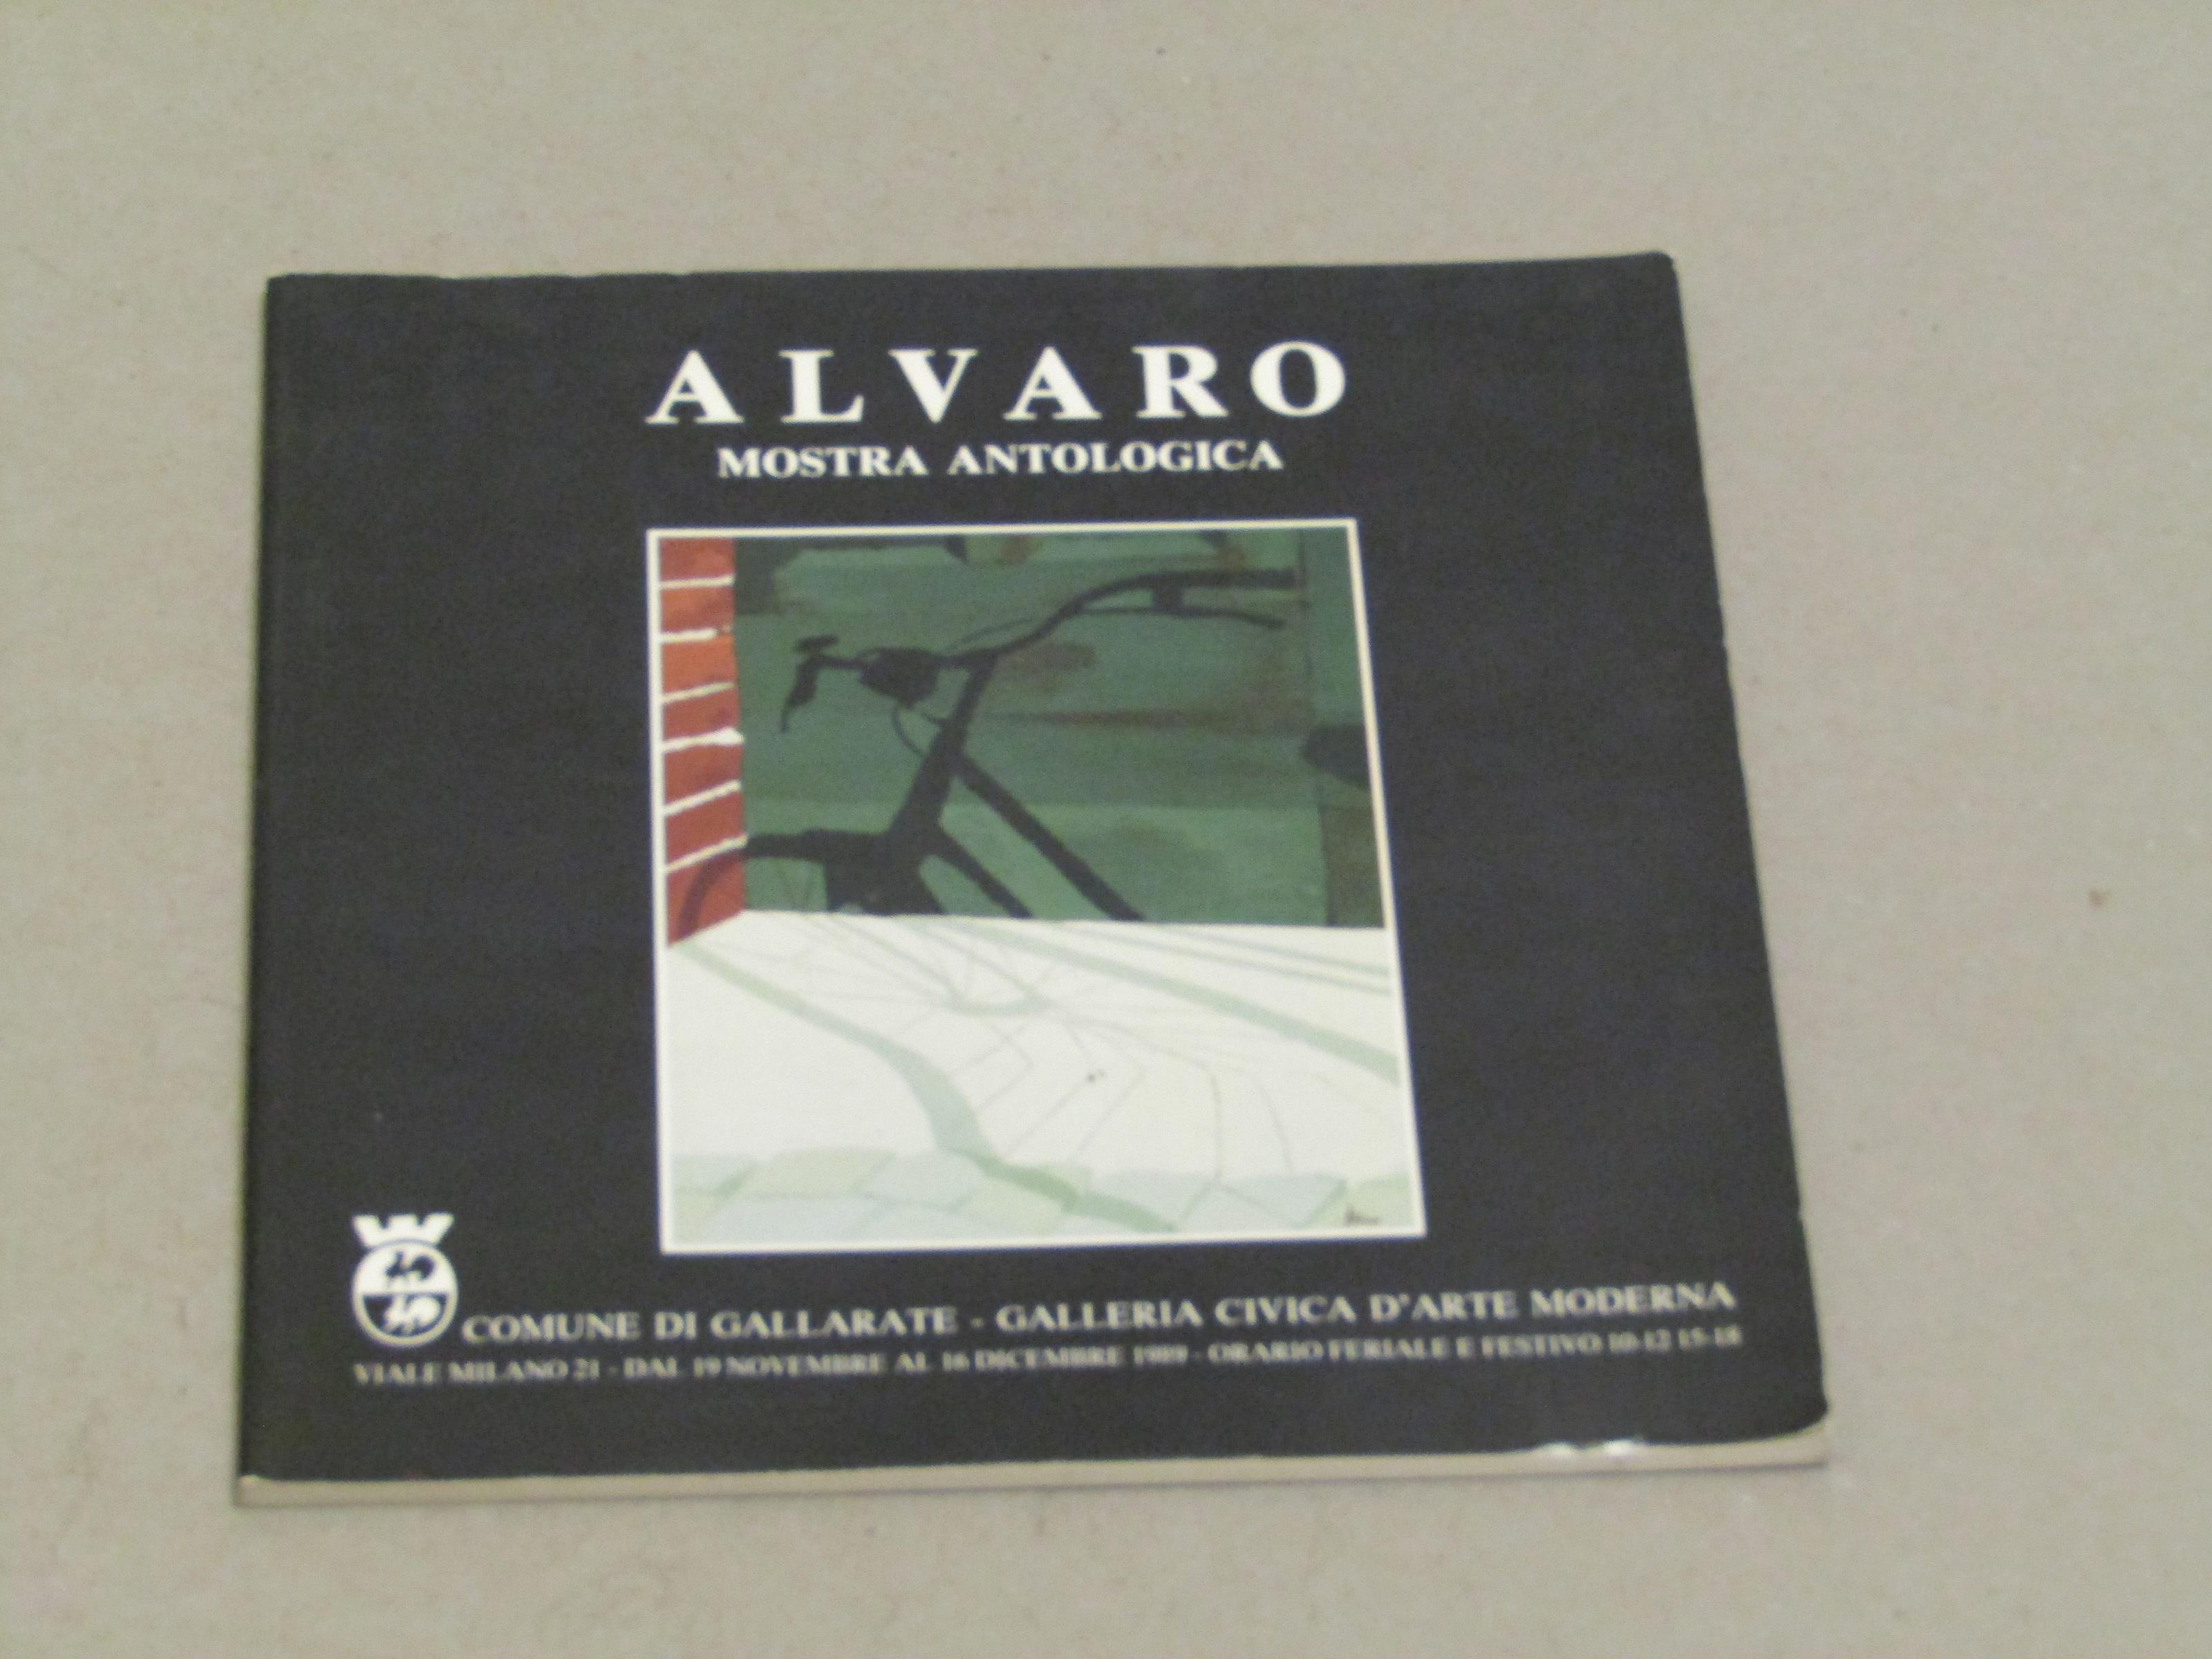 ALVARO
MOSTRA ANTOLOGICA
COMUNE DI GALLARATE - GALLERIA CIVICA D'ARTE MODERNA
VIALE MILANO 21 - DAL 19 NOVEMBRE AL 16 DICEMBRE 1989 - ORARIO FERIALE E FESTIVO 10-12 15-18